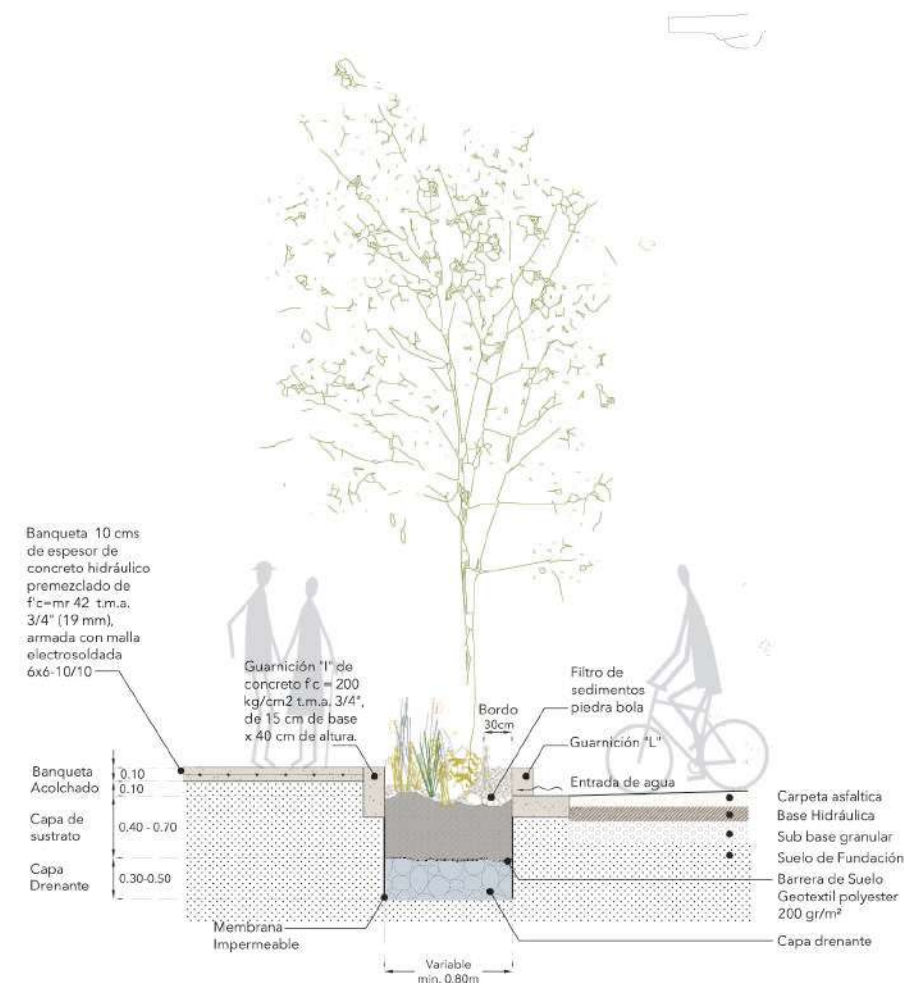 Banqueta 10 cms
de espesor de
concreto hidráulico
premezclado de
f'c=mr 42 t.m.a.
3/4" (19 mm),
armada con malla
electrosoldada
6x6-10/10
Guarnición "I" de
concreto f'c = 200
kg/cm2 t.m.a. 3/4",
de 15 cm de base
x 40 cm de altura.
Bordo
30cm
Filtro de
sedimentos
piedra bola
Guarnición "L"
Entrada de agua
Banqueta
0.10
Acolchado
0.10
Capa de
sustrato
0.40 - 0.70
Capa
Drenante
0.30-0.50
Carpeta asfaltica
Base Hidráulica
Sub base granular
Suelo de Fundación
Barrera de Suelo
Geotextil polyester
200 gr/m²
Capa drenante
Membrana
Impermeable
Variable
min. 0.80m